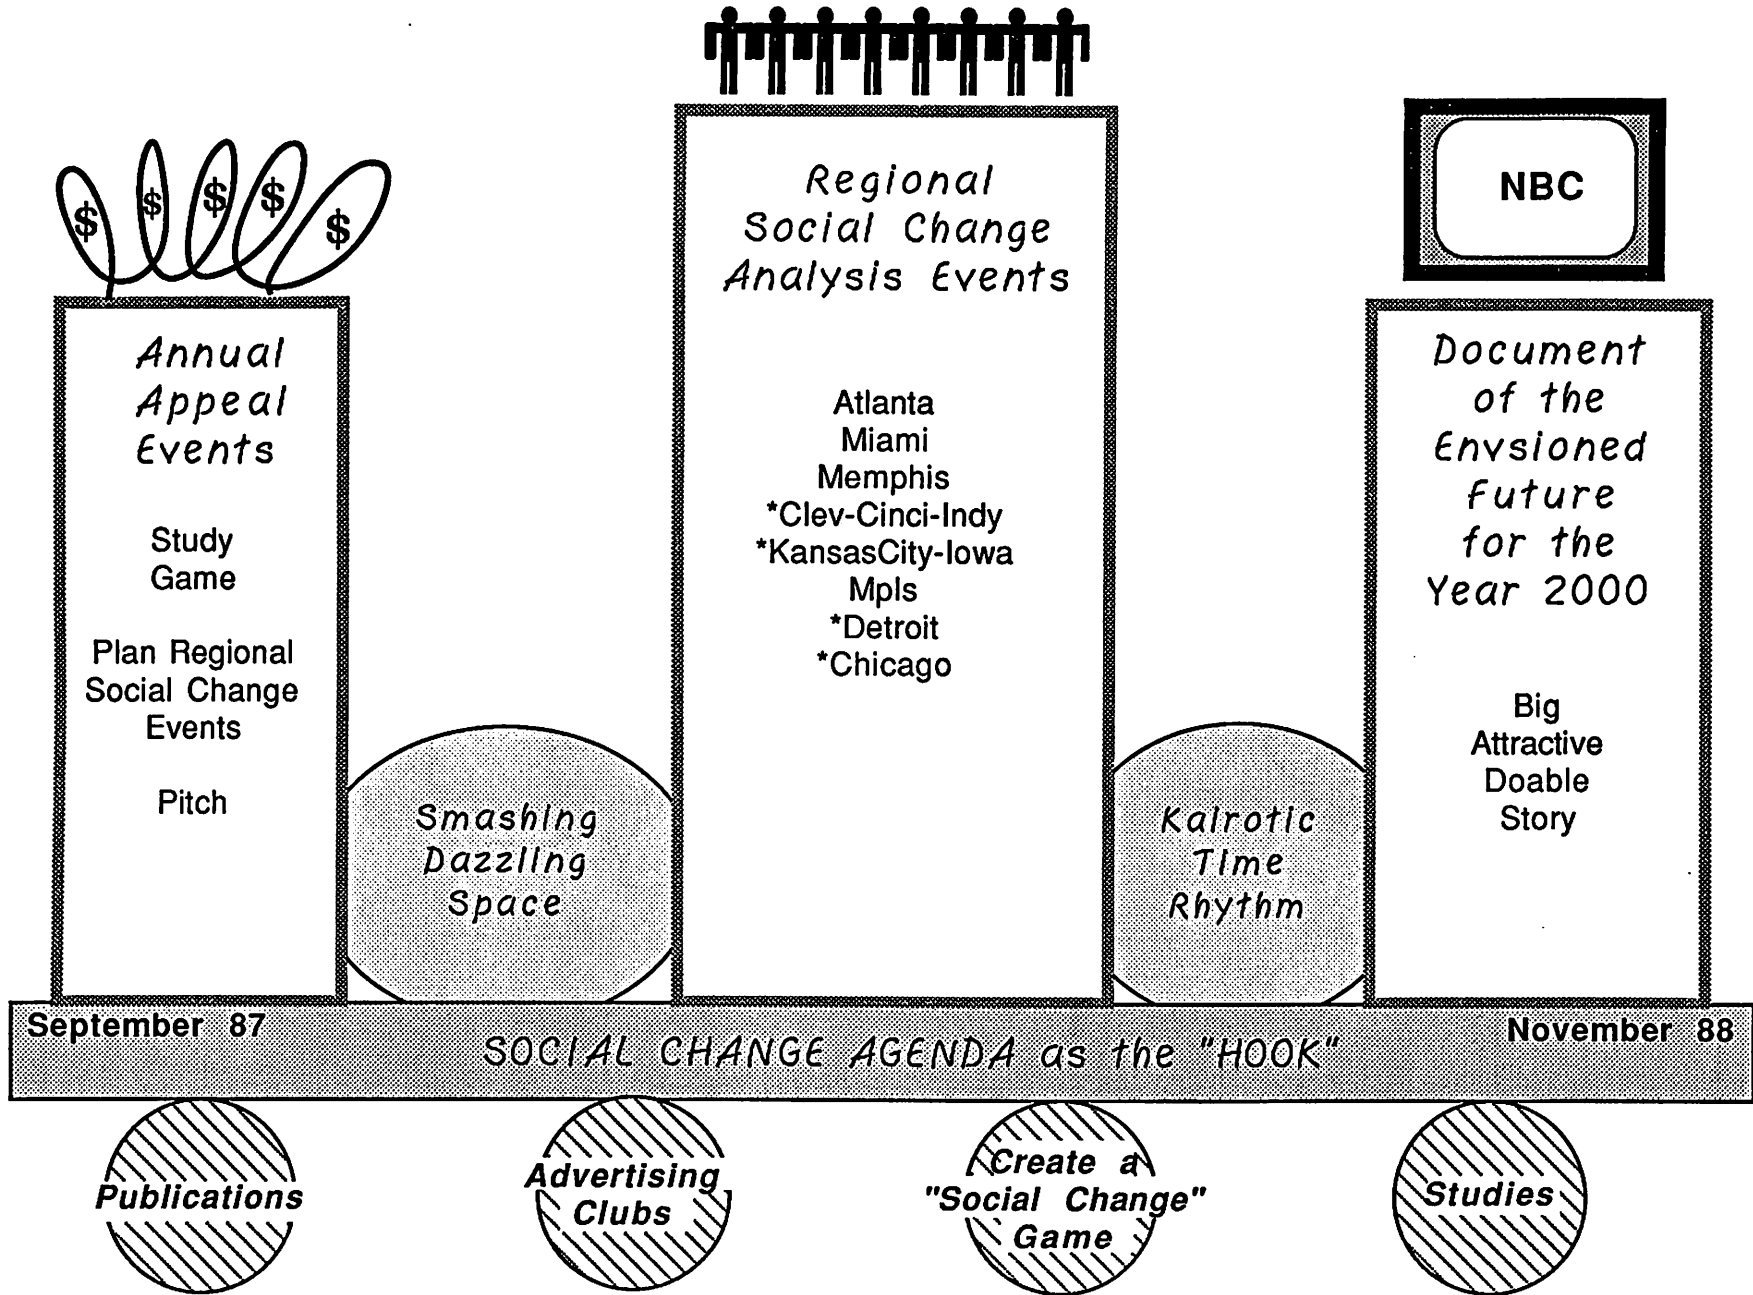 $ $ $ $ $
Annual
Appeal
Events
Study
Game
Plan Regional
Social Change
Events
Pitch
Smashing
Dazzling
Space
Regional
Social Change
Analysis Events
Atlanta
Miami
Memphis
*Clev-Cinci-Indy
*KansasCity-Iowa
Mpls
*Detroit
*Chicago
Kairotic
Time
Rhythm
NBC
Document
of the
Envsioned
Future
for the
Year 2000
Big
Attractive
Doable
Story
September 87
November 88
SOCIAL CHANGE AGENDA as the "HOOK"
Publications
Advertising
Clubs
Create a
"Social Change"
Game
Studies